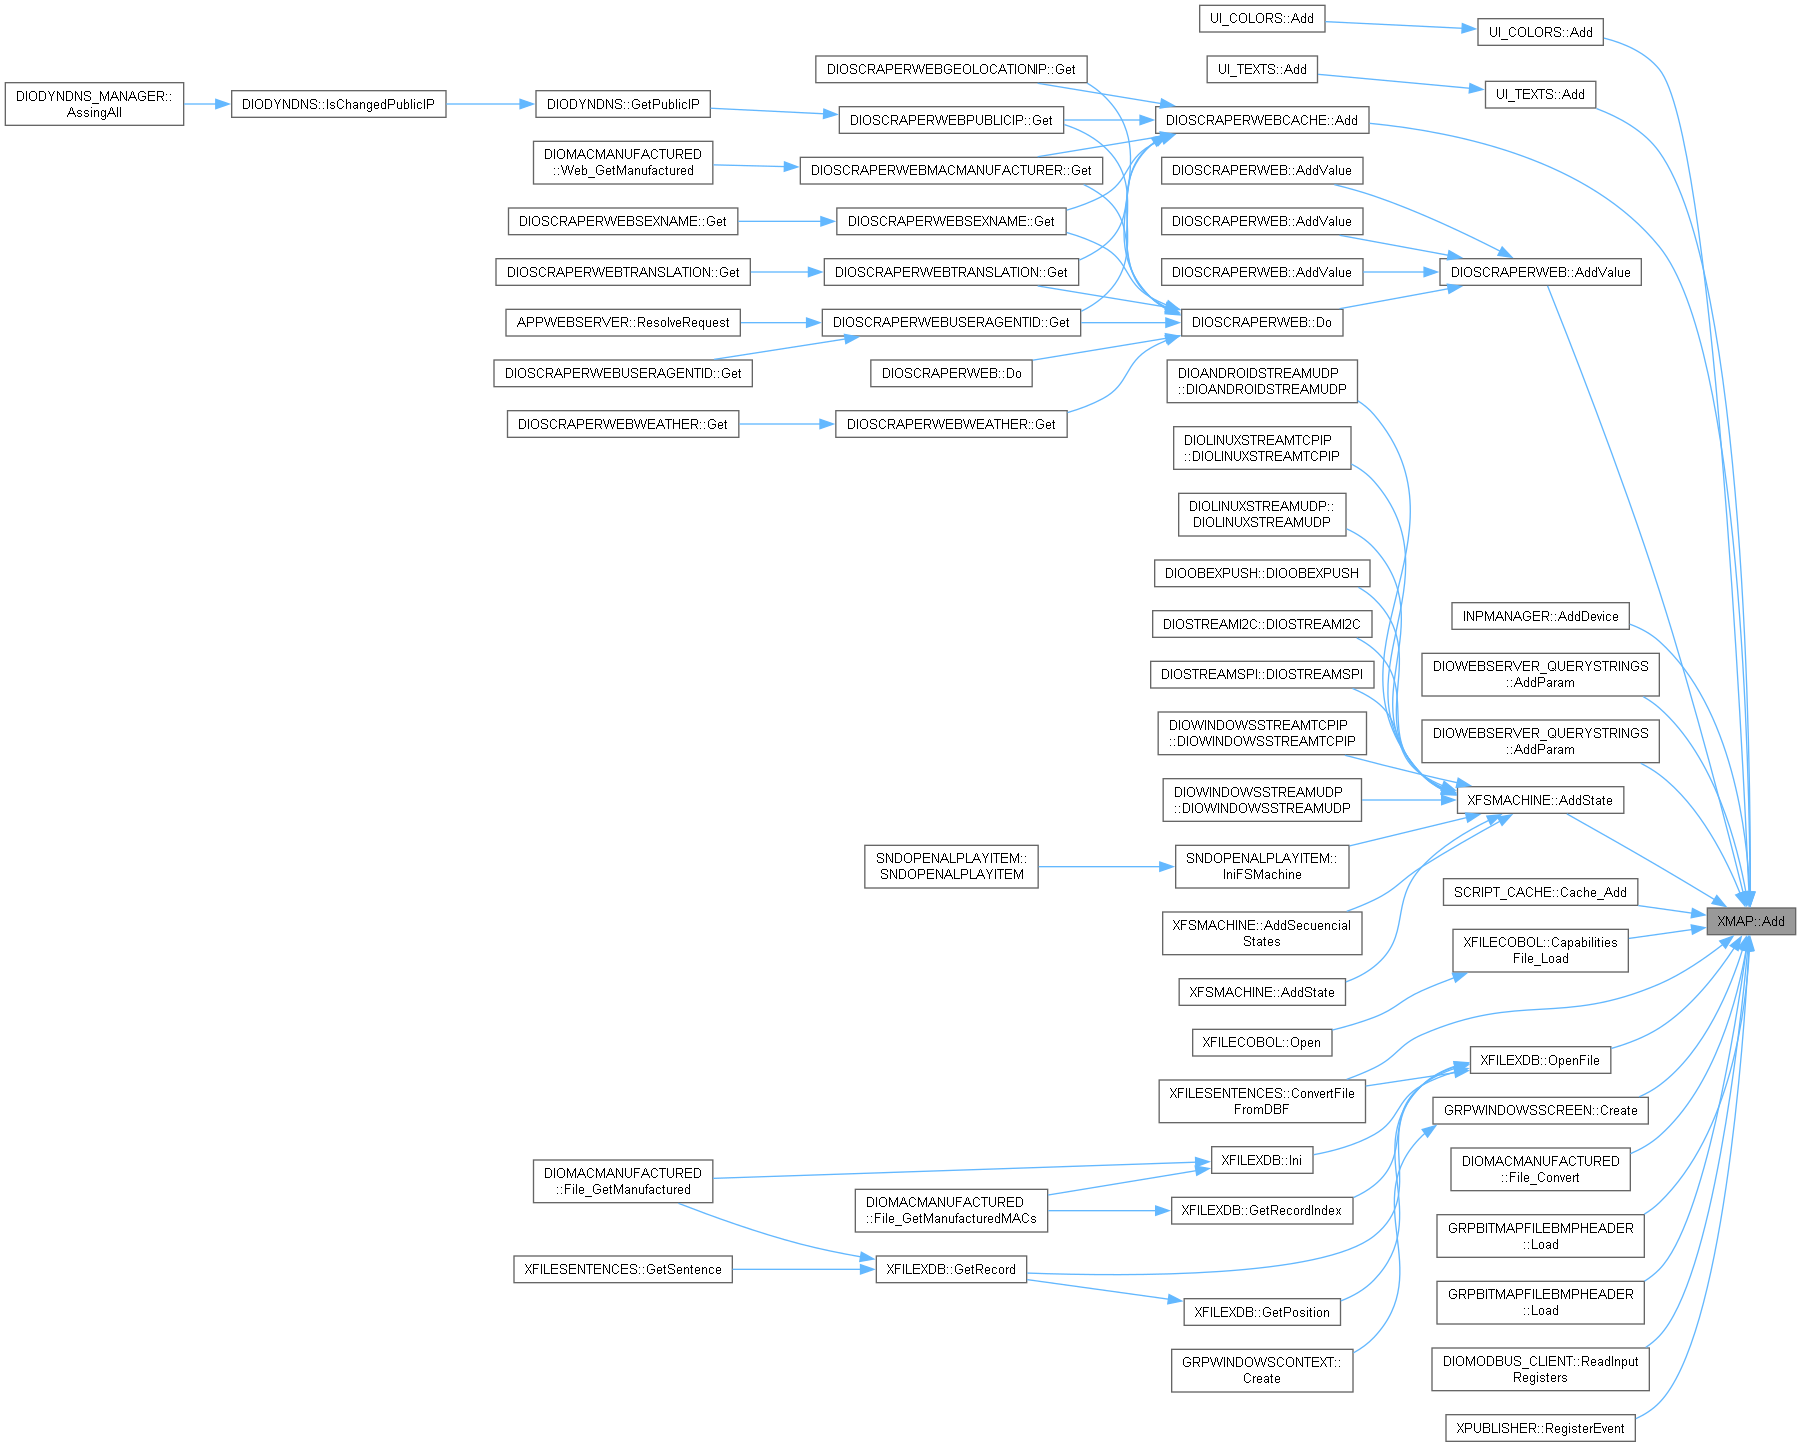 UI_COLORS::Add
UI_COLORS::Add
DIOSCRAPERWEBGEOLOCATIONIP::Get
UI_TEXTS::Add
UI_TEXTS::Add
DIODYNDNS_MANAGER::
AssingAll
DIODYNDNS::IsChangedPublicIP
DIODYNDNS::GetPublicIP
DIOSCRAPERWEBPUBLICIP::Get
DIOSCRAPERWEBCACHE::Add
DIOMACMANUFACTURED
::Web_GetManufactured
DIOSCRAPERWEBMACMANUFACTURER::Get
DIOSCRAPERWEB::AddValue
DIOSCRAPERWEBSEXNAME::Get
DIOSCRAPERWEBSEXNAME::Get
DIOSCRAPERWEB::AddValue
DIOSCRAPERWEBTRANSLATION::Get
DIOSCRAPERWEBTRANSLATION::Get
DIOSCRAPERWEB::AddValue
DIOSCRAPERWEB::AddValue
APPWEBSERVER::ResolveRequest
DIOSCRAPERWEBUSERAGENTID::Get
DIOSCRAPERWEB::Do
DIOSCRAPERWEBUSERAGENTID::Get
DIOSCRAPERWEB::Do
DIOANDROIDSTREAMUDP
::DIOANDROIDSTREAMUDP
DIOSCRAPERWEBWEATHER::Get
DIOSCRAPERWEBWEATHER::Get
DIOLINUXSTREAMTCPIP
::DIOLINUXSTREAMTCPIP
DIOLINUXSTREAMUDP::
DIOLINUXSTREAMUDP
DIOOBEXPUSH::DIOOBEXPUSH
DIOSTREAMI2C::DIOSTREAMI2C
INPMANAGER::AddDevice
DIOSTREAMSPI::DIOSTREAMSPI
DIOWEBSERVER_QUERYSTRINGS
::AddParam
DIOWINDOWSSTREAMTCPIP
::DIOWINDOWSSTREAMTCPIP
DIOWEBSERVER_QUERYSTRINGS
::AddParam
DIOWINDOWSSTREAMUDP
::DIOWINDOWSSTREAMUDP
XFSMACHINE::AddState
SNDOPENALPLAYITEM::
SNDOPENALPLAYITEM
SNDOPENALPLAYITEM::
IniFSMachine
SCRIPT_CACHE::Cache_Add
XMAP::Add
XFSMACHINE::AddSecuencial
States
XFILECOBOL::Capabilities
File_Load
XFSMACHINE::AddState
XFILECOBOL::Open
XFILEXDB::OpenFile
XFILESENTENCES::ConvertFile
FromDBF
GRPWINDOWSSCREEN::Create
XFILEXDB::Ini
DIOMACMANUFACTURED
::File_Convert
DIOMACMANUFACTURED
::File_GetManufactured
DIOMACMANUFACTURED
::File_GetManufacturedMACs
XFILEXDB::GetRecordIndex
GRPBITMAPFILEBMPHEADER
::Load
XFILESENTENCES::GetSentence
XFILEXDB::GetRecord
GRPBITMAPFILEBMPHEADER
::Load
XFILEXDB::GetPosition
GRPWINDOWSCONTEXT::
Create
DIOMODBUS_CLIENT::ReadInput
Registers
XPUBLISHER::RegisterEvent